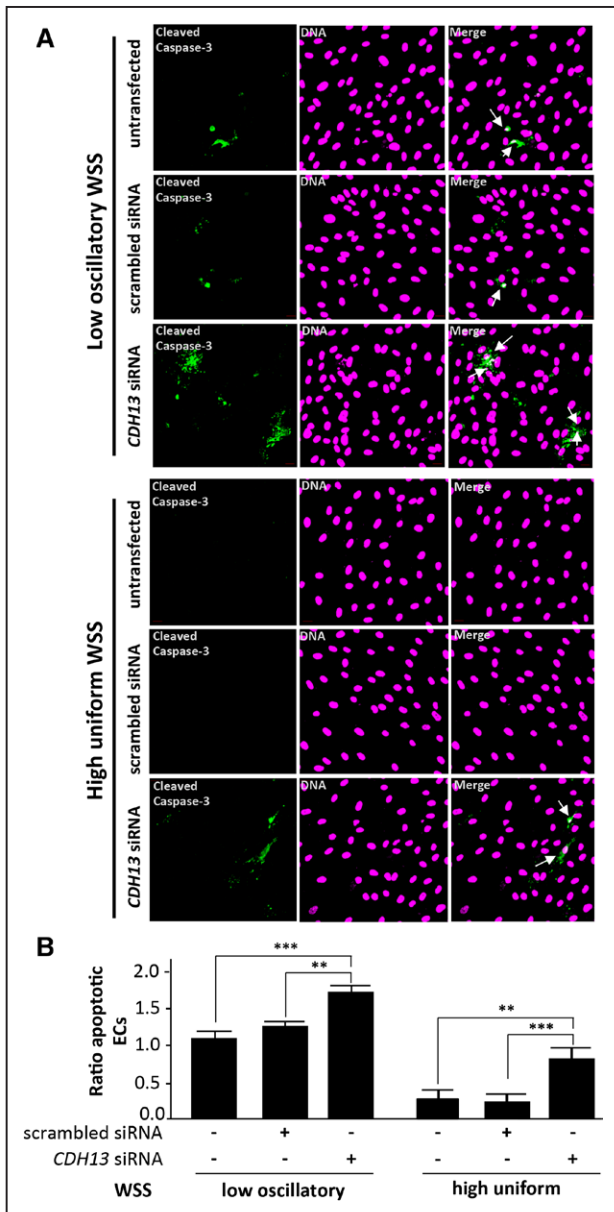 A
Low oscillatory WSS
untransfected
Cleaved
Caspase-3
DNA
Merge
scrambled siRNA
Cleaved
Caspase-3
DNA
Merge
CDH13 siRNA
Cleaved
Caspase-3
DNA
Merge
High uniform WSS
untransfected
Cleaved
Caspase-3
DNA
Merge
scrambled siRNA
Cleaved
Caspase-3
DNA
Merge
CDH13 siRNA
Cleaved
Caspase-3
DNA
Merge
B
Ratio apoptotic
ECs
2.0
1.5
1.0
0.5
0.0
***
**
**
***
scrambled siRNA - + - - + -
CDH13 siRNA - - + - - +
WSS low oscillatory high uniform